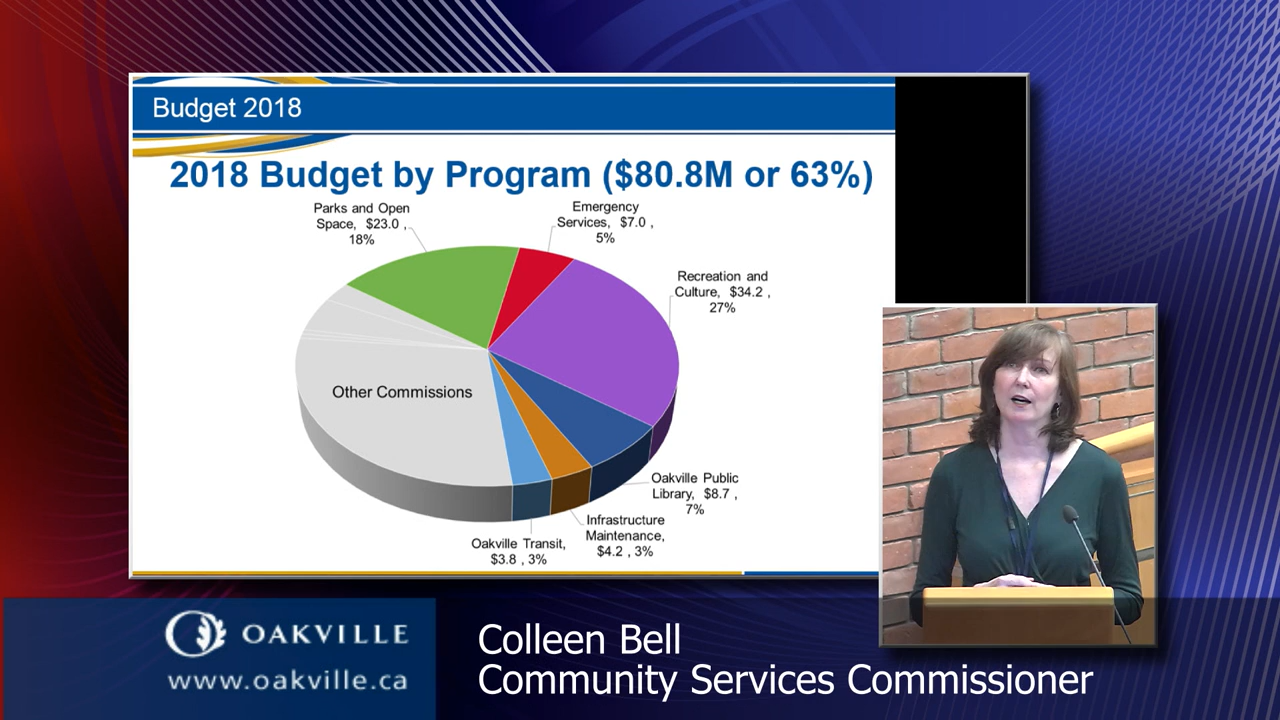 Budget 2018
2018 Budget by Program ($80.8M or 63%)
Parks and Open
Space, $23.0 ,
18%
Emergency
Services, $7.0 ,
5%
Recreation and
Culture, $34.2 ,
27%
Other Commissions
Oakville Public
Library, $8.7 ,
7%
Infrastructure
Maintenance,
$4.2 , 3%
Oakville Transit,
$3.8 , 3%
OAKVILLE
www.oakville.ca
Colleen Bell
Community Services Commissioner